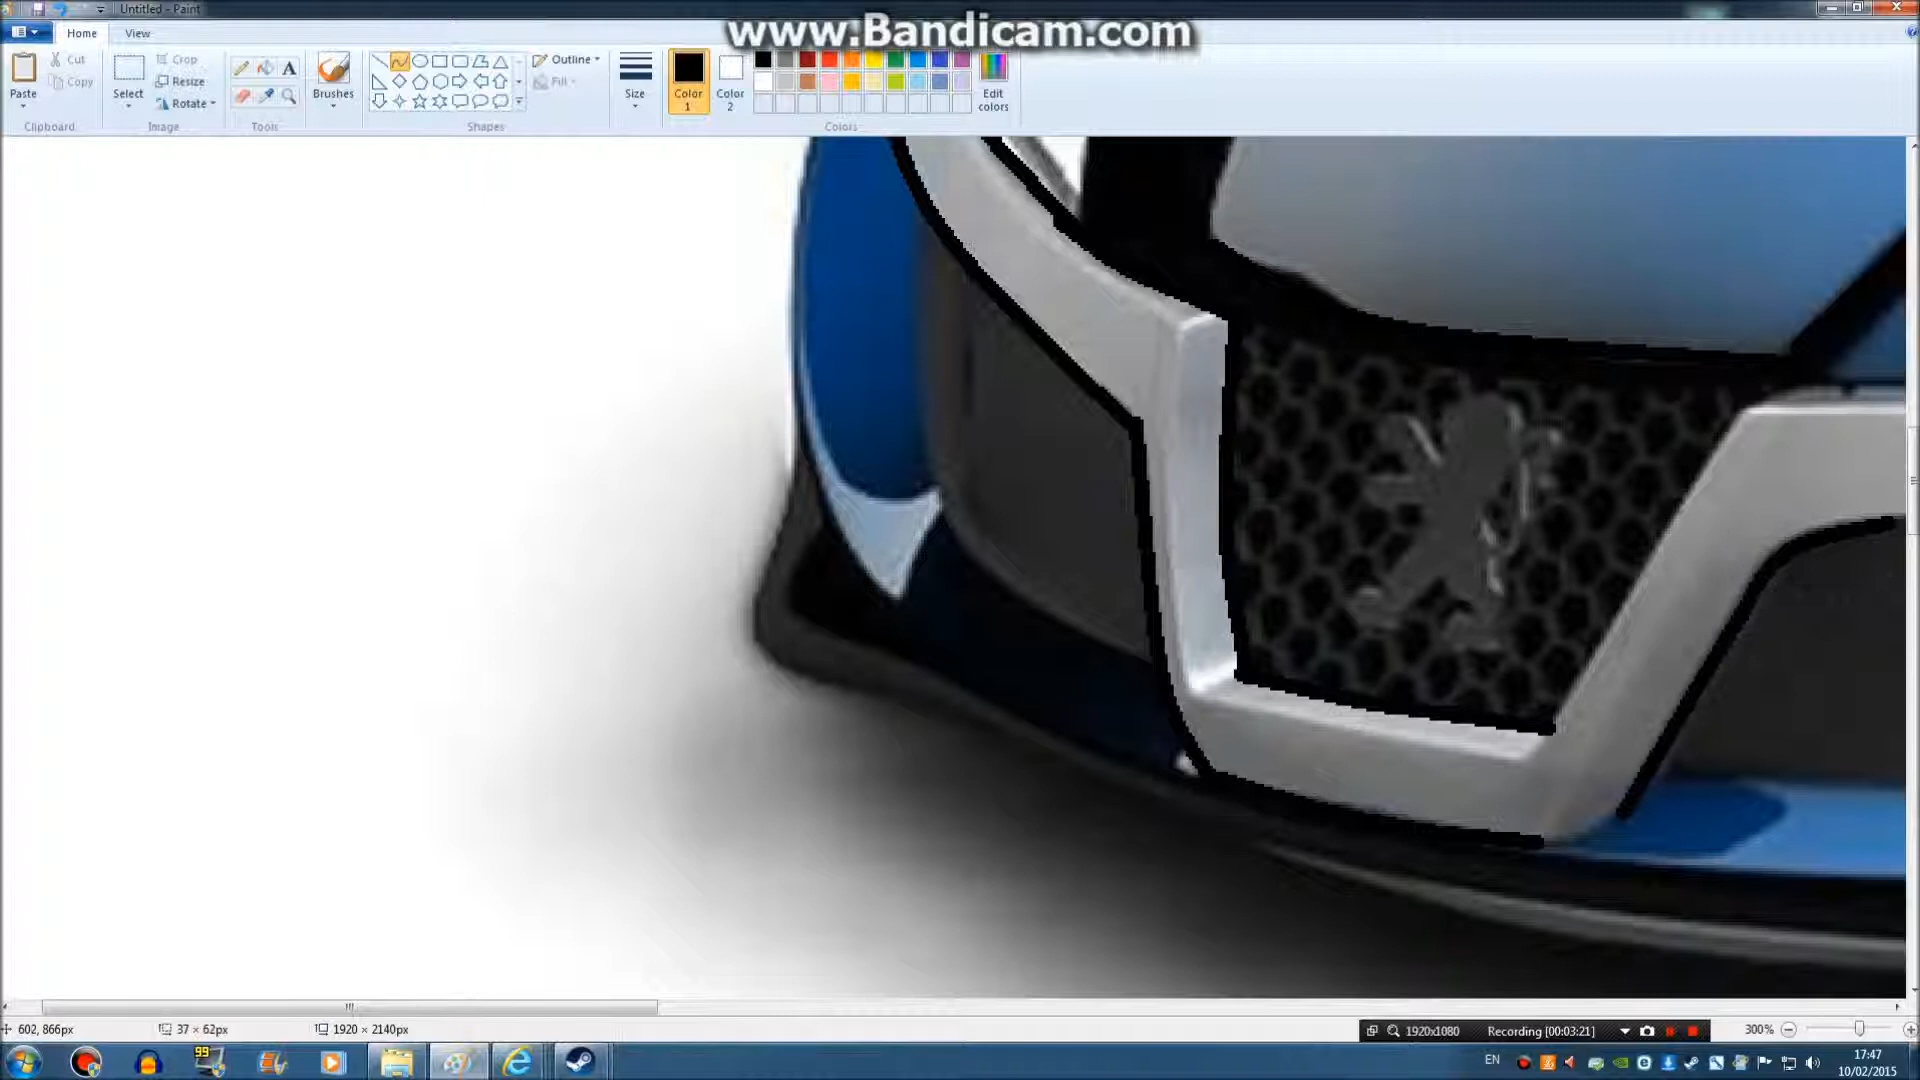 Untitled - Paint
www.Bandicam.com
Home
View
Paste
Cut
Copy
Clipboard
Select
Crop
Resize
Rotate
Image
Tools
Brushes
Outline
Fill
Shapes
Size
Color
1
Color
2
Edit
colors
Colors
602, 866px
37 × 62px
1920 × 2140px
1920x1080
Recording [00:03:21]
300%
99
EN
17:47
10/02/2015